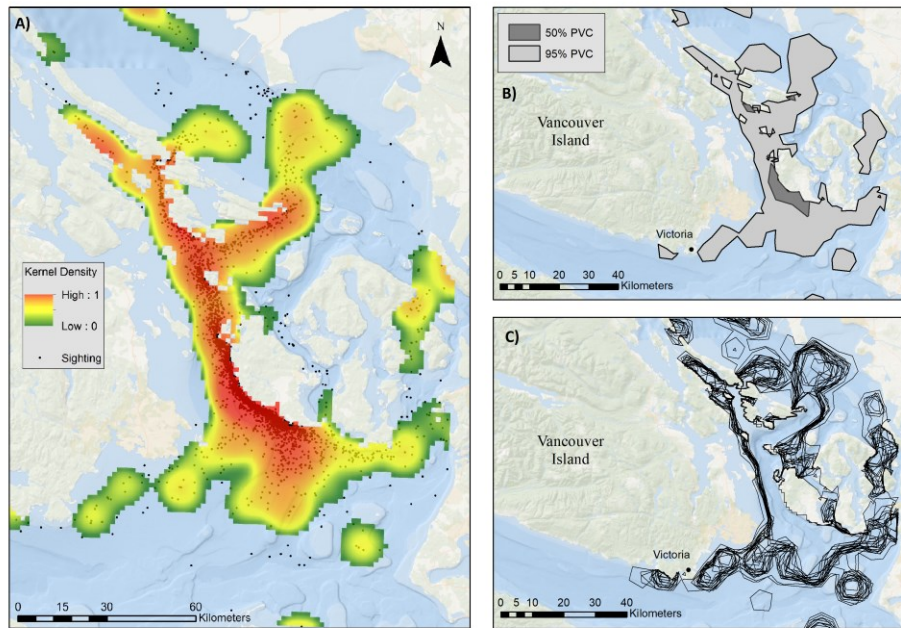 A)
N
Kernel Density
High : 1
Low : 0
Sighting
0 15 30 60
Kilometers
B)
50% PVC
95% PVC
Vancouver
Island
Victoria
0 5 10 20 30 40
Kilometers
C)
Vancouver
Island
Victoria
0 5 10 20 30 40
Kilometers